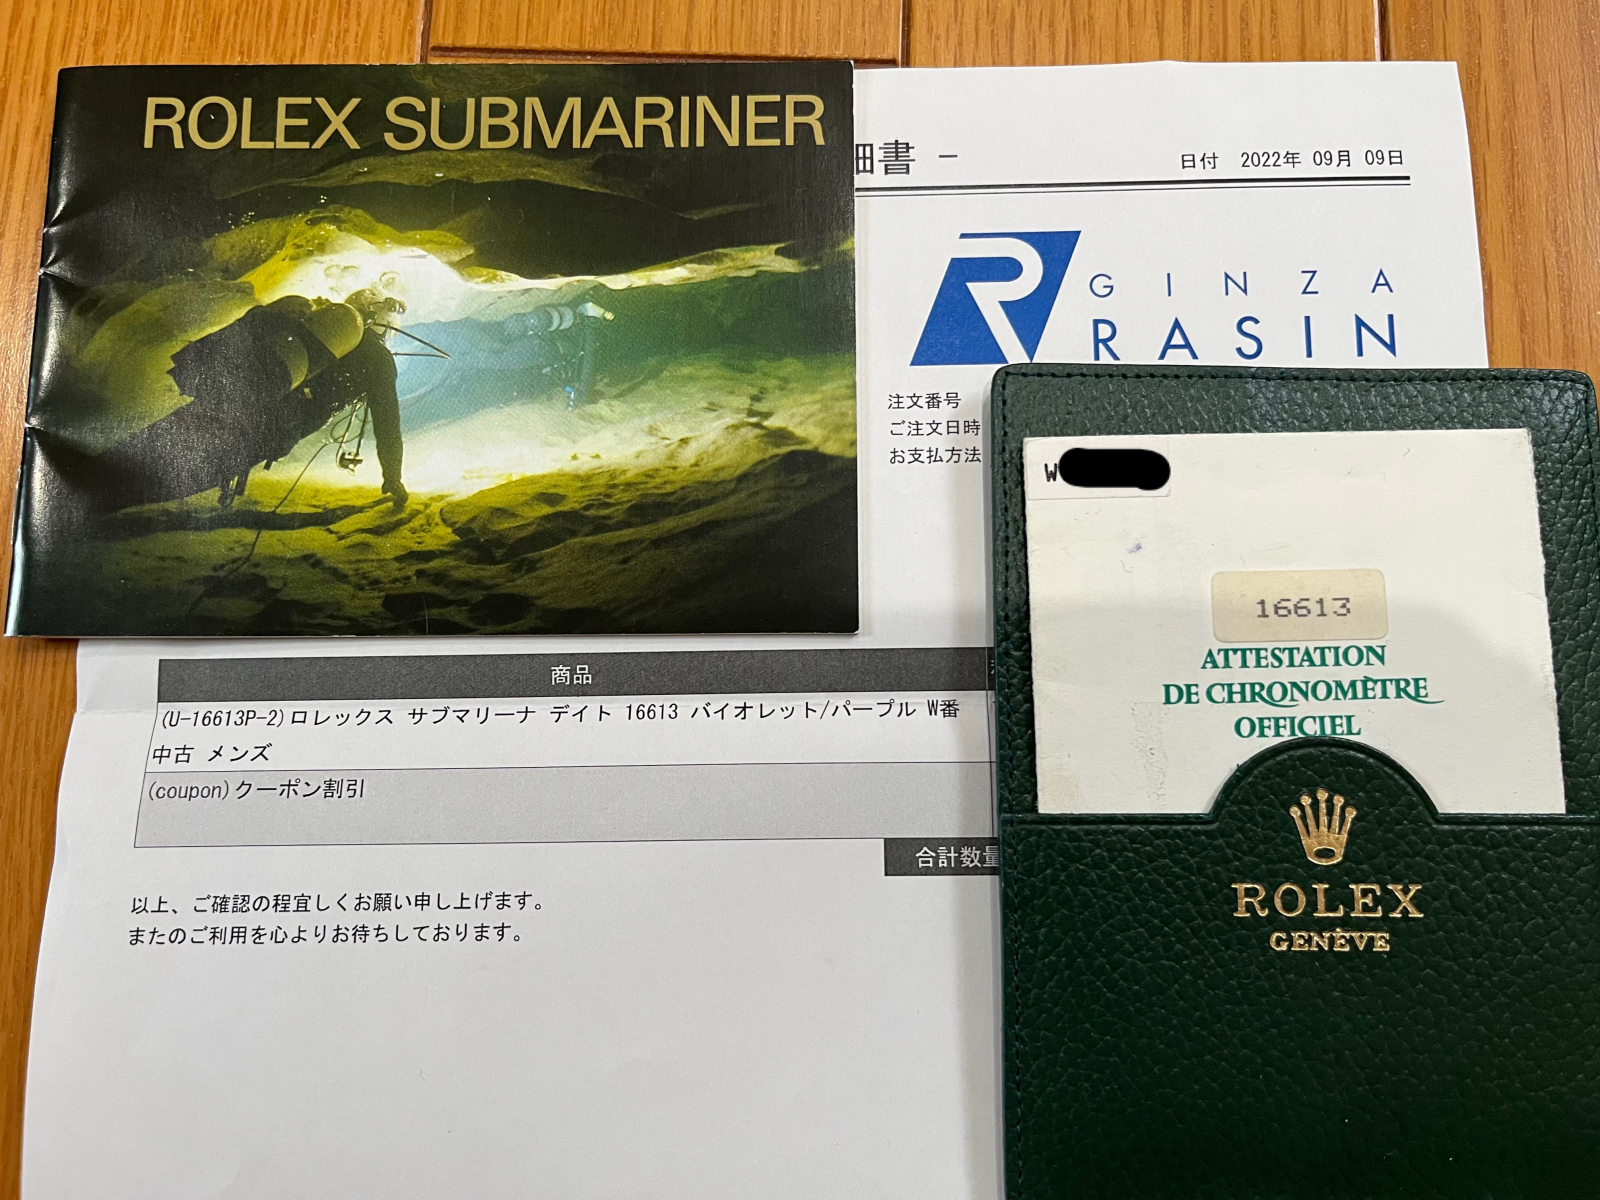 ROLEX SUBMARINER
細書 －
日付 2022年 09月 09日
GINZA
RASIN
注文番号
ご注文日時
お支払方法
W
16613
ATTESTATION
DE CHRONOMÈTRE
OFFICIEL
ROLEX
GENÈVE
商品
(U-16613P-2)ロレックス サブマリーナ デイト 16613 バイオレット/パープル W番
中古 メンズ
(coupon)クーポン割引
合計数量
以上、ご確認の程宜しくお願い申し上げます。
またのご利用を心よりお待ちしております。